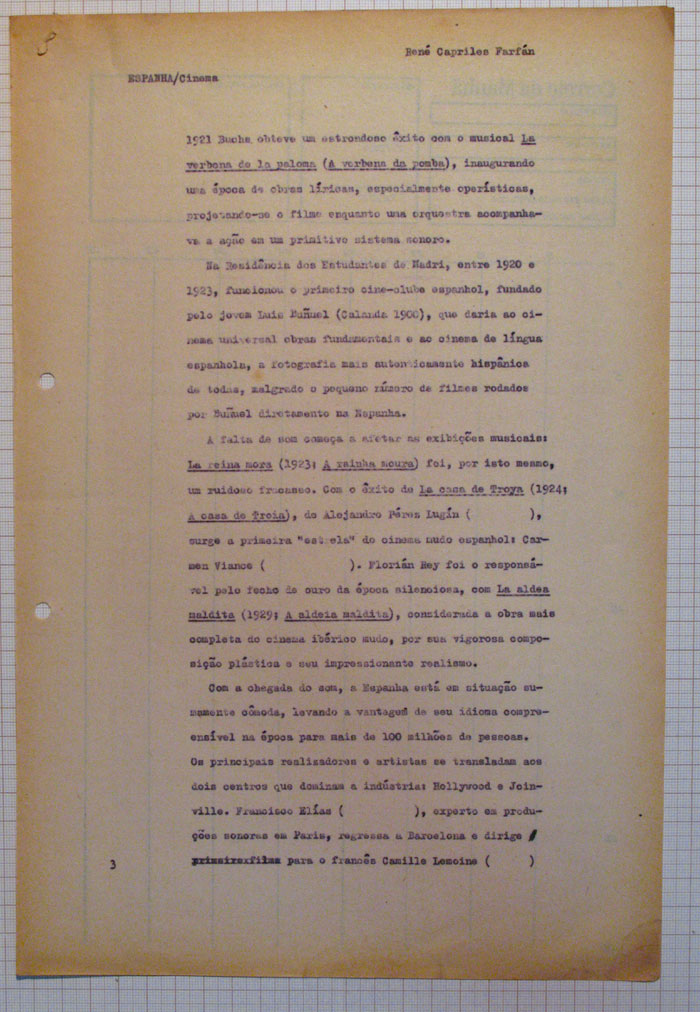 René Capriles Farfán
ESPANHA/Cinema
1921 Buchs obteve um estrondoso êxito com o musical La
verbena de la paloma (A verbena da pomba), inaugurando
uma época de obras líricas, especialmente operísticas,
projetando-se o filme enquanto uma orquestra acompanha-
va a ação em um primitivo sistema sonoro.
Na Residência dos Estudantes de Madri, entre 1920 e
1923, funcionou o primeiro cine-clube espanhol, fundado
pelo jovem Luis Buñuel (Calanda 1900), que daria ao ci-
nema universal obras fundamentais e ao cinema de língua
espanhola, a fotografia mais autenticamente hispânica
de todas, malgrado o pequeno número de filmes rodados
por Buñuel diretamente na Espanha.
A falta de som começa a afetar as exibições musicais:
La reina mora (1923; A rainha moura) foi, por isto mesmo,
um ruidoso fracasso. Com o êxito de La casa de Troya (1924;
A casa de Troia), de Alejandro Péres Lugín ( ),
surge a primeira "estrela" do cinema mudo espanhol: Car-
men Viance ( ). Florián Rey foi o responsá-
vel pelo fecho de ouro da época silenciosa, com La aldea
maldita (1929; A aldeia maldita), considerada a obra mais
completa do cinema ibérico mudo, por sua vigorosa compo-
sição plástica e seu impressionante realismo.
Com a chegada do som, a Espanha está em situação su-
mamente cômoda, levando a vantagem de seu idioma compre-
ensível na época para mais de 100 milhões de pessoas.
Os principais realizadores e artistas se transladam aos
dois centros que dominam a indústria: Hollywood e Join-
ville. Francisco Elías ( ), experto em produ-
ções sonoras em Paris, regressa a Barcelona e dirige
para o francês Camille Lemoine ( )
3